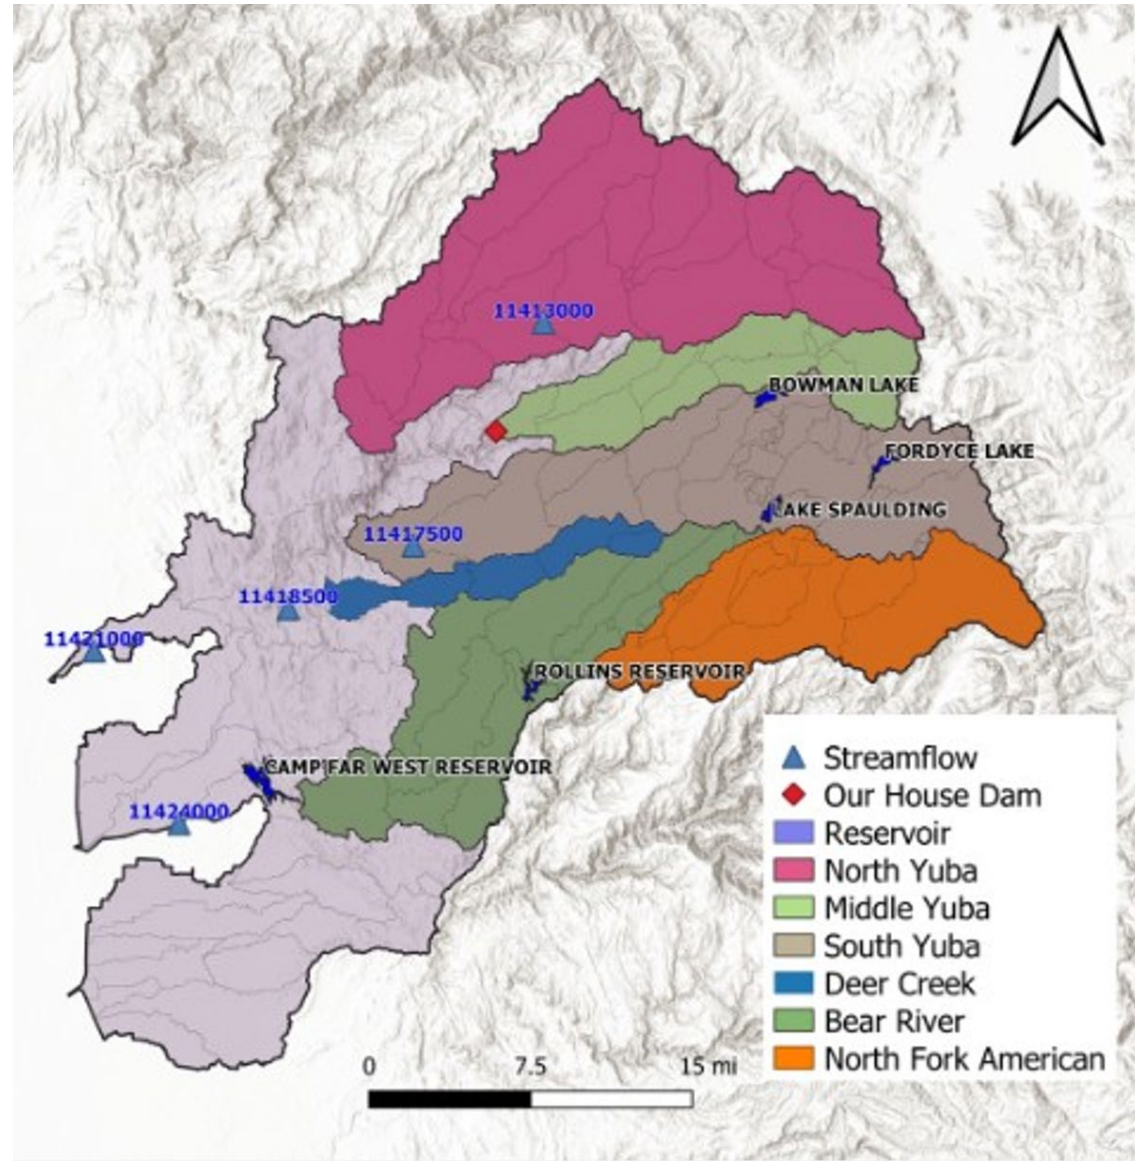 11413000
BOWMAN LAKE
FORDYCE LAKE
LAKE SPAULDING
11417500
11418500
11421000
ROLLINS RESERVOIR
CAMP FAR WEST RESERVOIR
11424000
Streamflow
Our House Dam
Reservoir
North Yuba
Middle Yuba
South Yuba
Deer Creek
Bear River
North Fork American
0 7.5 15 mi